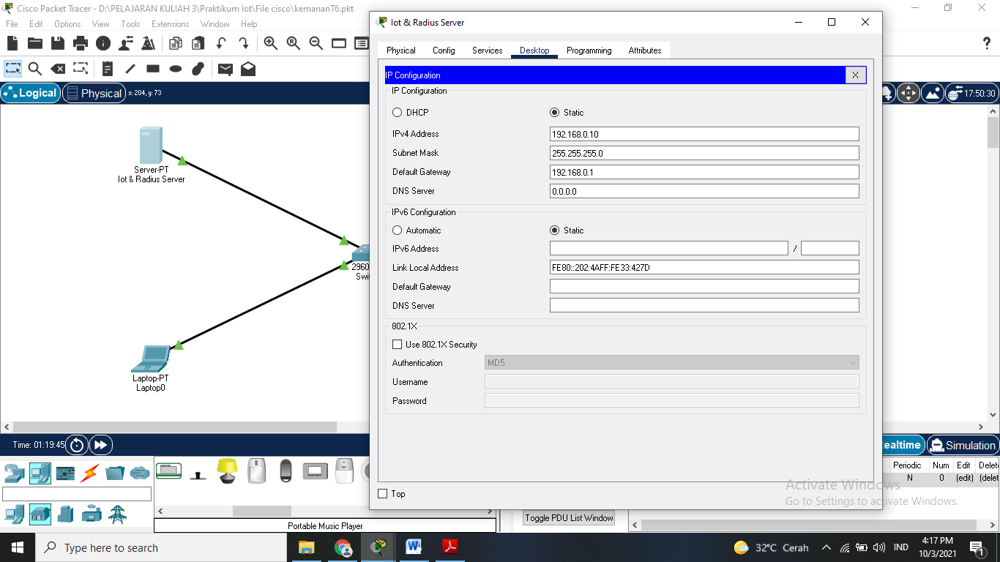 Cisco Packet Tracer - D:\PELAJARAN KULIAH 3\Praktikum Iot\File cisco\kemananT6.pkt
File Edit Options View Tools Extensions Window Help
Logical Physical x: 204, y: 73
17:50:30
Server-PT
Iot & Radius Server
2960
Swi
Laptop-PT
Laptop0
Iot & Radius Server
Physical Config Services Desktop Programming Attributes
IP Configuration X
IP Configuration
DHCP Static
IPv4 Address 192.168.0.10
Subnet Mask 255.255.255.0
Default Gateway 192.168.0.1
DNS Server 0.0.0.0
IPv6 Configuration
Automatic Static
IPv6 Address /
Link Local Address FE80::202:4AFF:FE33:427D
Default Gateway
DNS Server
802.1X
Use 802.1X Security
Authentication MD5
Username
Password
Top
Time: 01:19:45
ealtime Simulation
Periodic Num Edit Delet
N 0 (edit) (delet
Activate Windows
Go to Settings to activate Windows.
Toggle PDU List Window
Portable Music Player
Type here to search
32°C Cerah IND
4:17 PM
10/3/2021
1